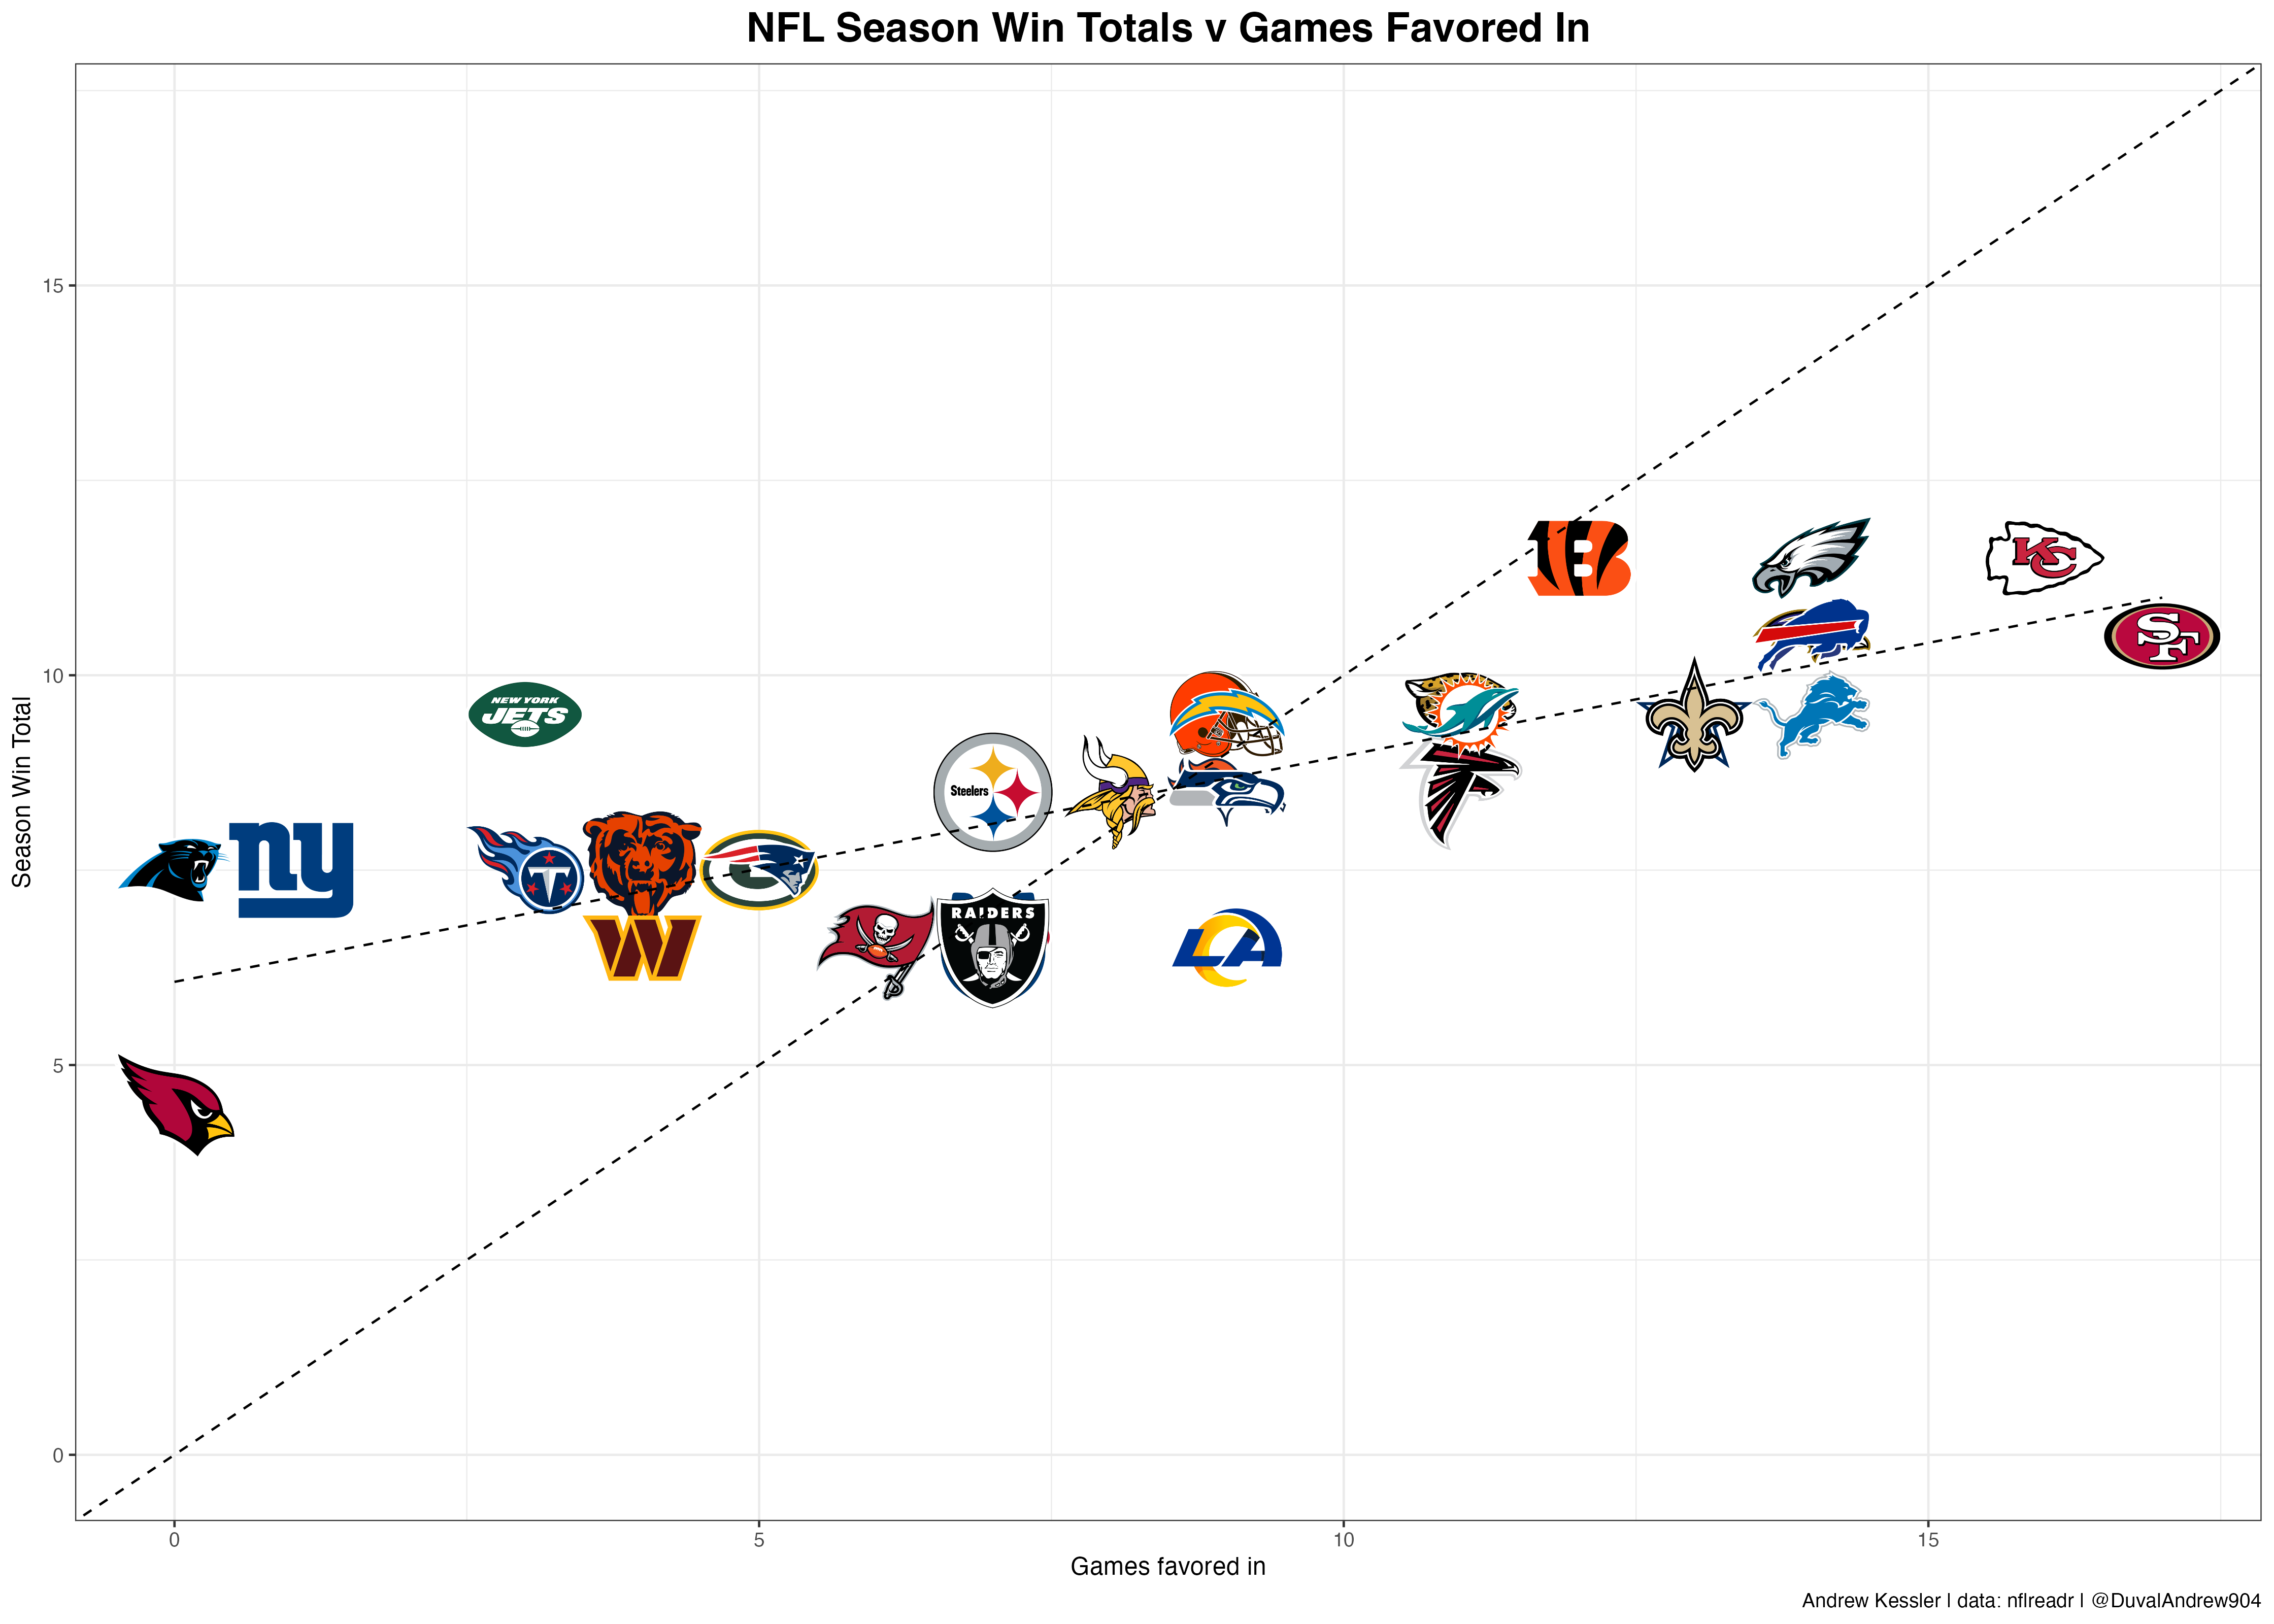 NFL Season Win Totals v Games Favored In
Season Win Total
15
10
5
0
NEW YORK
JETS
ny
T
W
Steelers
RAIDERS
LA
B
KC
SF
0
5
10
15
Games favored in
Andrew Kessler | data: nflreadr | @DuvalAndrew904